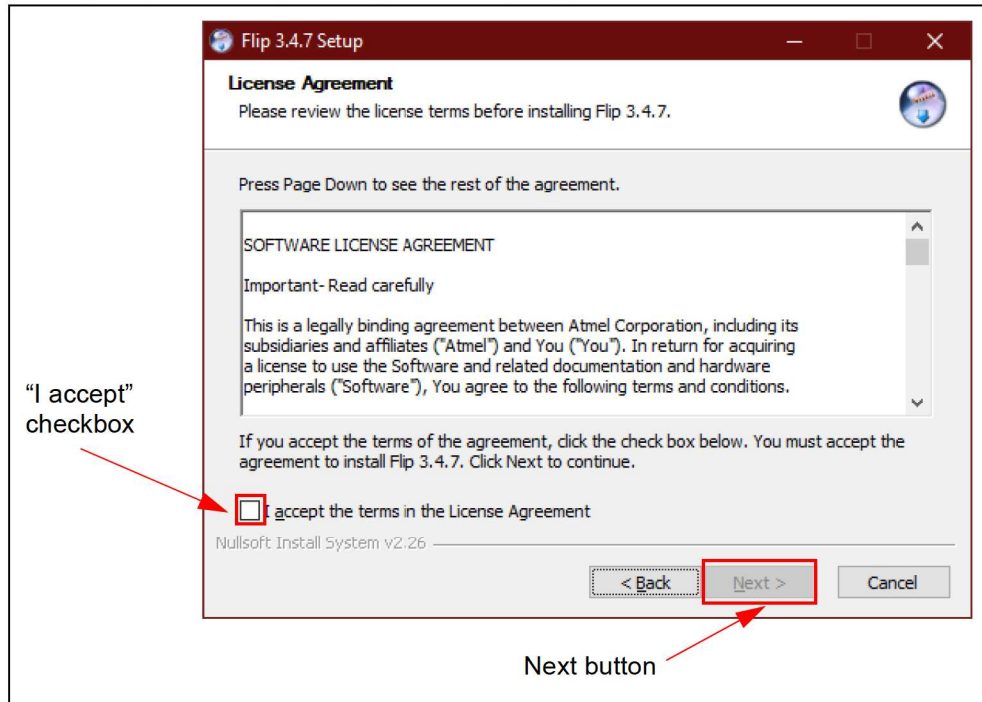 Flip 3.4.7 Setup
License Agreement
Please review the license terms before installing Flip 3.4.7.
Press Page Down to see the rest of the agreement.
SOFTWARE LICENSE AGREEMENT
Important- Read carefully
This is a legally binding agreement between Atmel Corporation, including its
subsidiaries and affiliates ("Atmel") and You ("You"). In return for acquiring
a license to use the Software and related documentation and hardware
peripherals ("Software"), You agree to the following terms and conditions.
“I accept”
checkbox
If you accept the terms of the agreement, click the check box below. You must accept the
agreement to install Flip 3.4.7. Click Next to continue.
I accept the terms in the License Agreement
Nullsoft Install System v2.26
< Back Next > Cancel
Next button